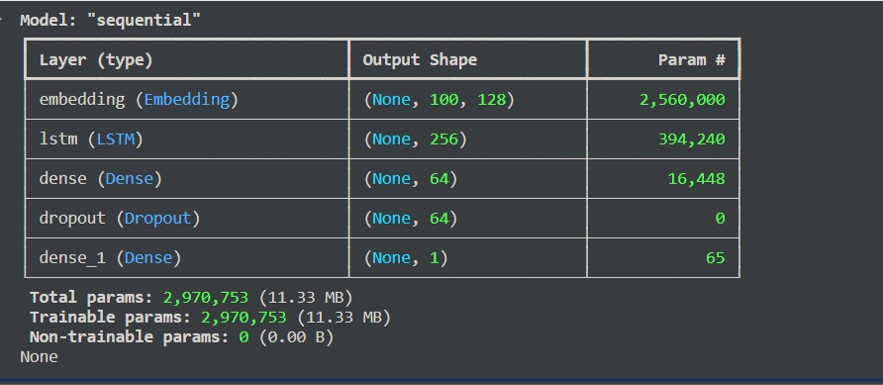 Model: "sequential"
Layer (type) Output Shape Param #
embedding (Embedding) (None, 100, 128) 2,560,000
lstm (LSTM) (None, 256) 394,240
dense (Dense) (None, 64) 16,448
dropout (Dropout) (None, 64) 0
dense_1 (Dense) (None, 1) 65
Total params: 2,970,753 (11.33 MB)
Trainable params: 2,970,753 (11.33 MB)
Non-trainable params: 0 (0.00 B)
None